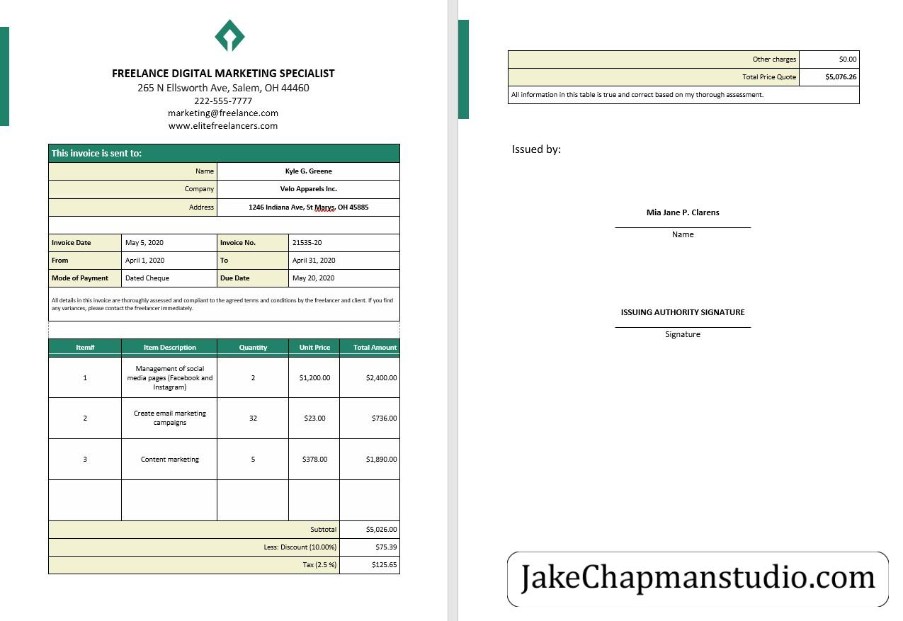 FREELANCE DIGITAL MARKETING SPECIALIST
265 N Ellsworth Ave, Salem, OH 44460
222-555-7777
marketing@freelance.com
www.elitefreelancers.com
This invoice is sent to:
Name Kyle G. Greene
Company Velo Apparels Inc.
Address 1246 Indiana Ave, St Marys, OH 45885
Invoice Date May 5, 2020 Invoice No. 21535-20
From April 1, 2020 To April 31, 2020
Mode of Payment Dated Cheque Due Date May 20, 2020
All details in this invoice are thoroughly assessed and compliant to the agreed terms and conditions by the freelancer and client. If you find
any variances, please contact the freelancer immediately.
Item# Item Description Quantity Unit Price Total Amount
1 Management of social media pages (Facebook and Instagram) 2 $1,200.00 $2,400.00
2 Create email marketing campaigns 32 $23.00 $736.00
3 Content marketing 5 $378.00 $1,890.00
Subtotal $5,026.00
Less: Discount (10.00%) $75.39
Tax (2.5 %) $125.65
Other charges $0.00
Total Price Quote $5,076.26
All information in this table is true and correct based on my thorough assessment.
Issued by:
Mia Jane P. Clarens
Name
ISSUING AUTHORITY SIGNATURE
Signature
JakeChapmanstudio.com